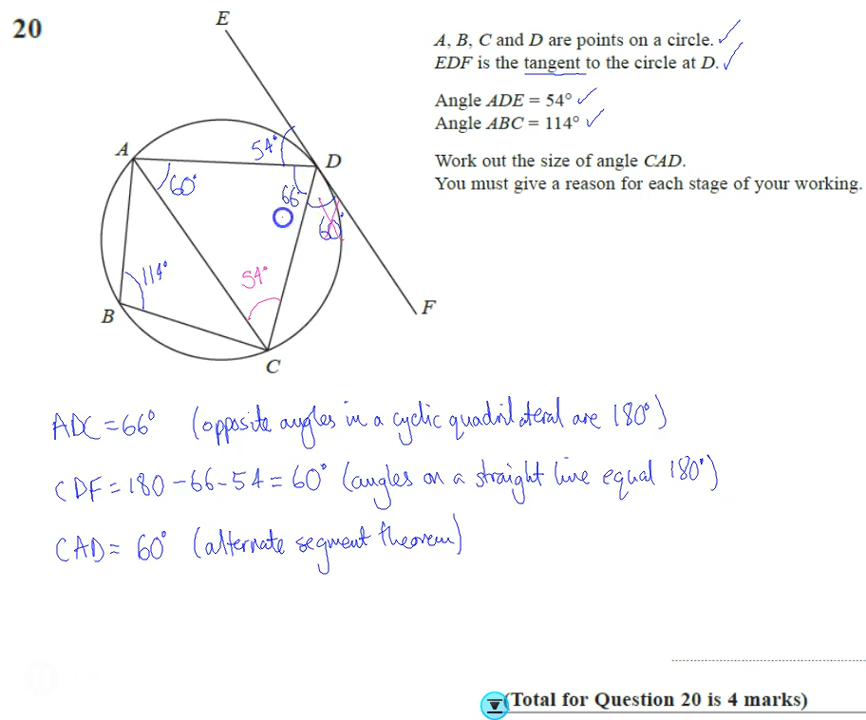 20
E
A, B, C and D are points on a circle.
EDF is the tangent to the circle at D.
Angle ADE = 54°
Angle ABC = 114°
Work out the size of angle CAD.
You must give a reason for each stage of your working.
A
54°
D
60°
66
60°
114°
54°
B
F
C
ADC = 66° (opposite angles in a cyclic quadrilateral are 180°)
CDF = 180 - 66 - 54 = 60° (angles on a straight line equal 180°)
CAD = 60° (alternate segment theorem)
(Total for Question 20 is 4 marks)